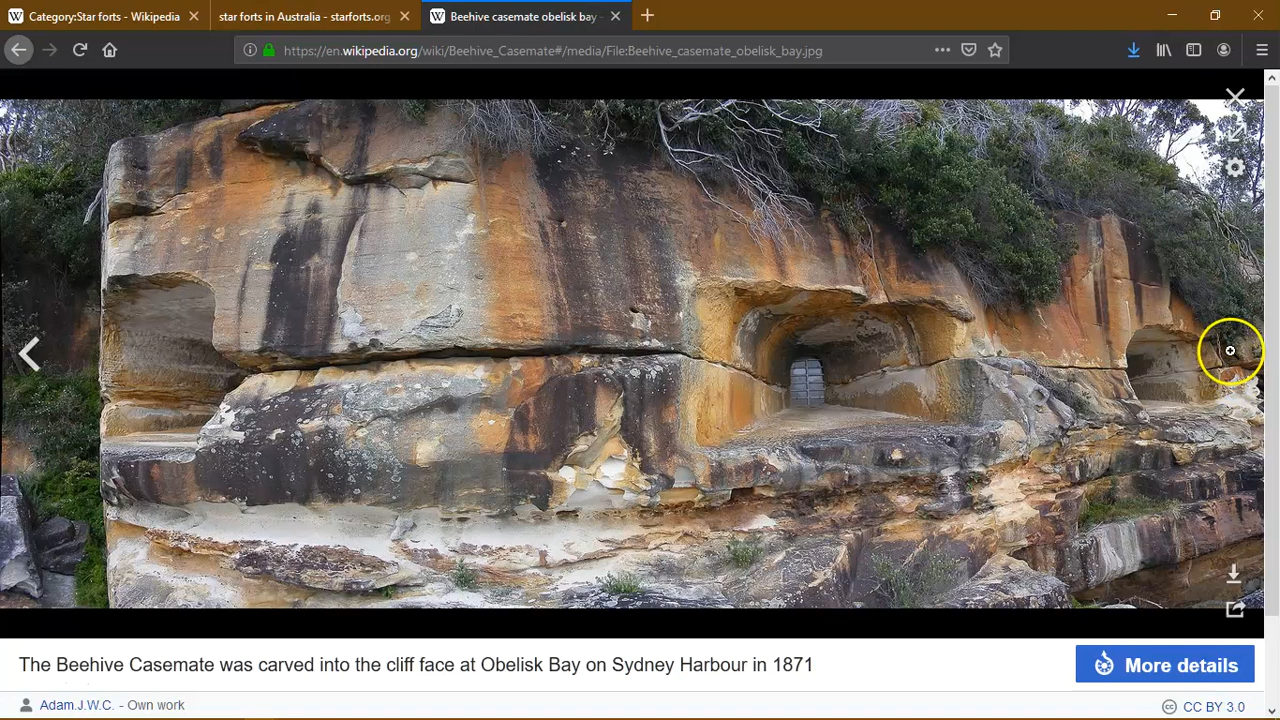 Category:Star forts - Wikipedia
star forts in Australia - starforts.org
Beehive casemate obelisk bay -
https://en.wikipedia.org/wiki/Beehive_Casemate#/media/File:Beehive_casemate_obelisk_bay.jpg
The Beehive Casemate was carved into the cliff face at Obelisk Bay on Sydney Harbour in 1871
More details
Adam.J.W.C. - Own work
CC BY 3.0